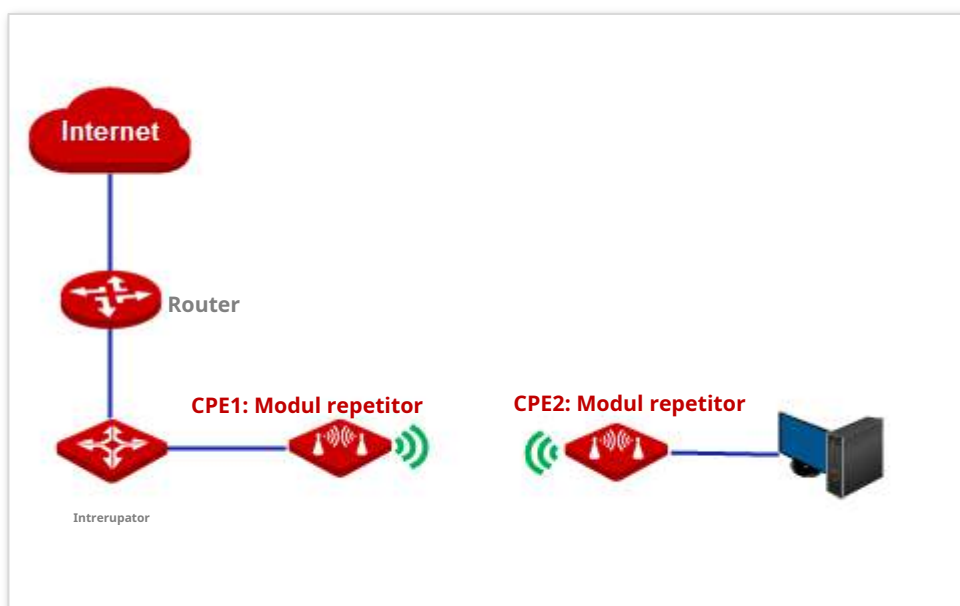 Internet
Router
CPE1: Modul repetitor
CPE2: Modul repetitor
Intrerupator